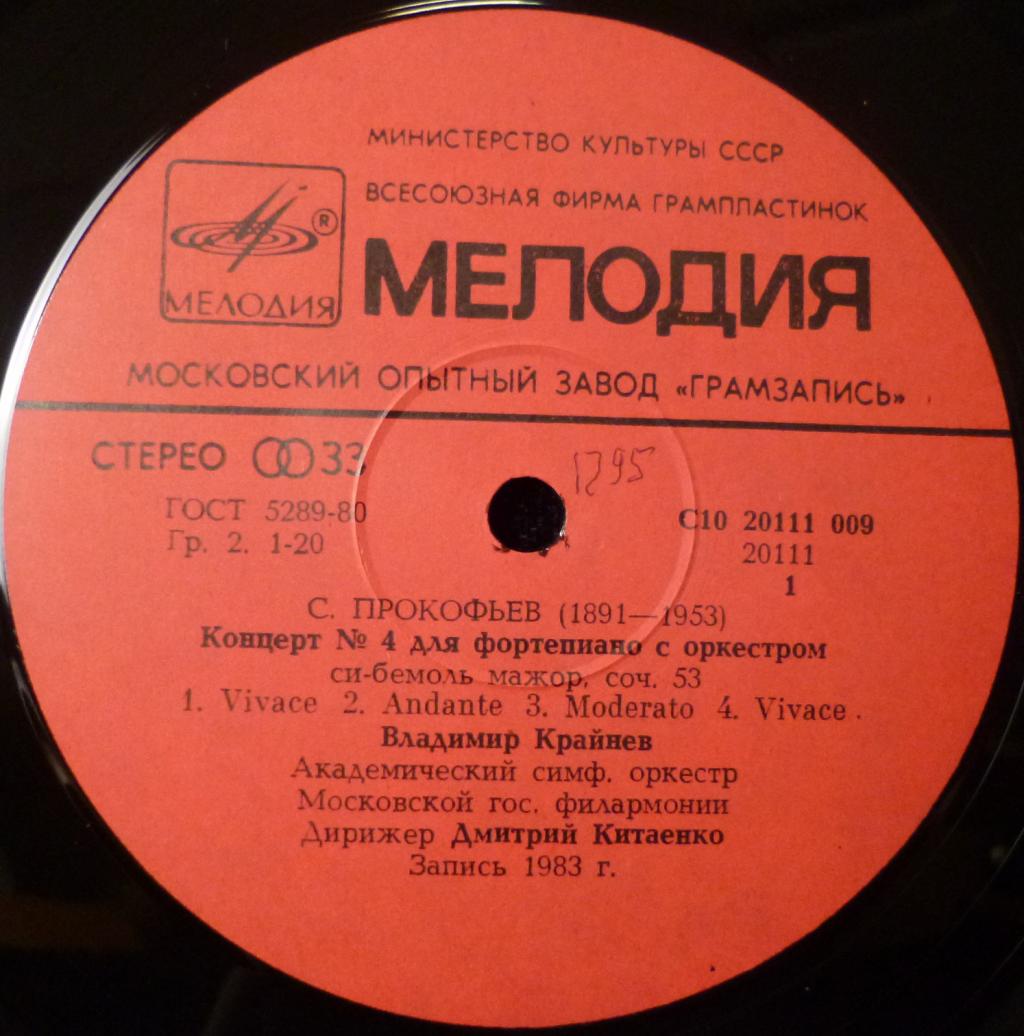 МИНИСТЕРСТВО КУЛЬТУРЫ СССР
ВСЕСОЮЗНАЯ ФИРМА ГРАМПЛАСТИНОК
® МЕЛОДИЯ
МЕЛОДИЯ
МОСКОВСКИЙ ОПЫТНЫЙ ЗАВОД «ГРАМЗАПИСЬ»
СТЕРЕО 33
1295
ГОСТ 5289-80
Гр. 2. 1-20
С10 20111 009
20111
1
С. ПРОКОФЬЕВ (1891—1953)
Концерт № 4 для фортепиано с оркестром
си-бемоль мажор, соч. 53
1. Vivace 2. Andante 3. Moderato 4. Vivace.
Владимир Крайнев
Академический симф. оркестр
Московской гос. филармонии
Дирижер Дмитрий Китаенко
Запись 1983 г.